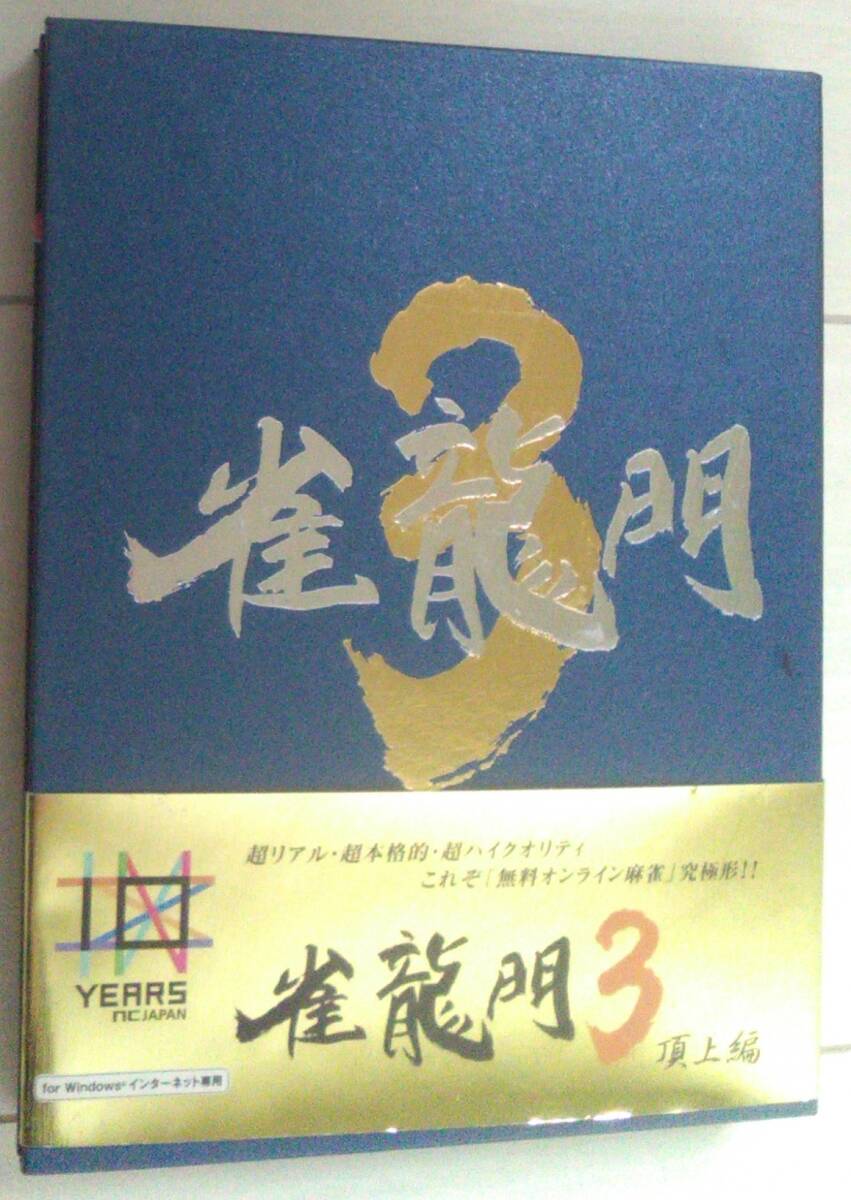 雀龍門
3
超リアル・超本格的・超ハイクオリティ
これぞ「無料オンライン麻雀」究極形!!
10
YEARS
nc JAPAN
雀龍門3
頂上編
for Windows® インターネット専用